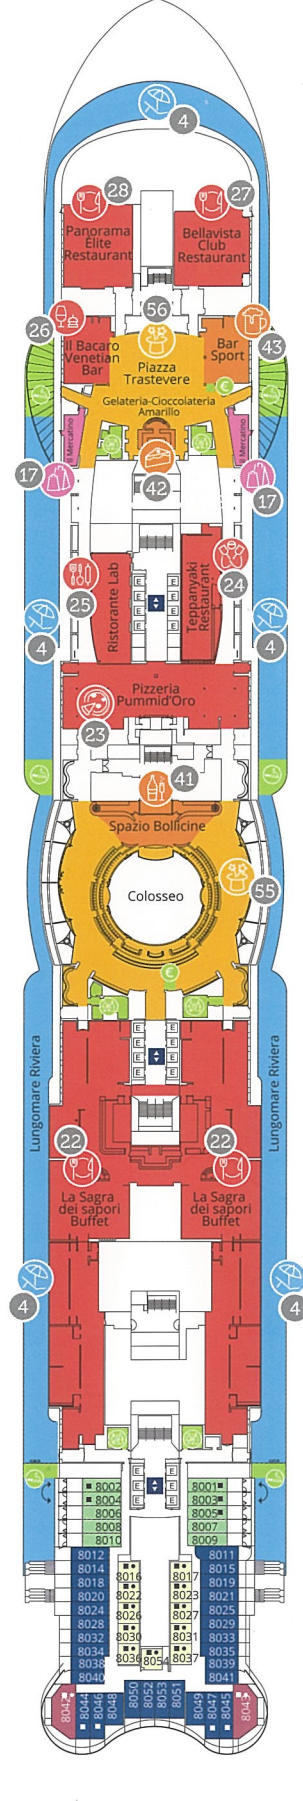 4
28
27
Panorama
Élite
Restaurant
Bellavista
Club
Restaurant
26
56
43
Il Bacaro
Venetian
Bar
Piazza
Trastevere
Bar
Sport
€
Gelateria-Cioccolateria
Amarillo
Il Mercatino
Il Mercatino
17
42
17
25
24
Ristorante Lab
Teppanyaki
Restaurant
E E
E E
E E
E E
4
4
Pizzeria
Pummid'Oro
23
41
Spazio Bollicine
Colosseo
55
€
E E
E E
E E
E E
Lungomare Riviera
Lungomare Riviera
22
22
La Sagra
dei sapori
Buffet
La Sagra
dei sapori
Buffet
4
4
E E
E E
E E
E E
8002 8001
8004 8003
8006 8005
8008 8007
8010 8009
8012 8011
8014 8016 8017 8015
8018 8019
8020 8022 8023 8021
8024 8026 8027 8025
8028 8029
8032 8030 8031 8033
8034 8035
8038 8036 8037 8039
8040 8054 8041
8042 8044 8046 8048 8050 8052 8053 8051 8049 8047 8045 8043